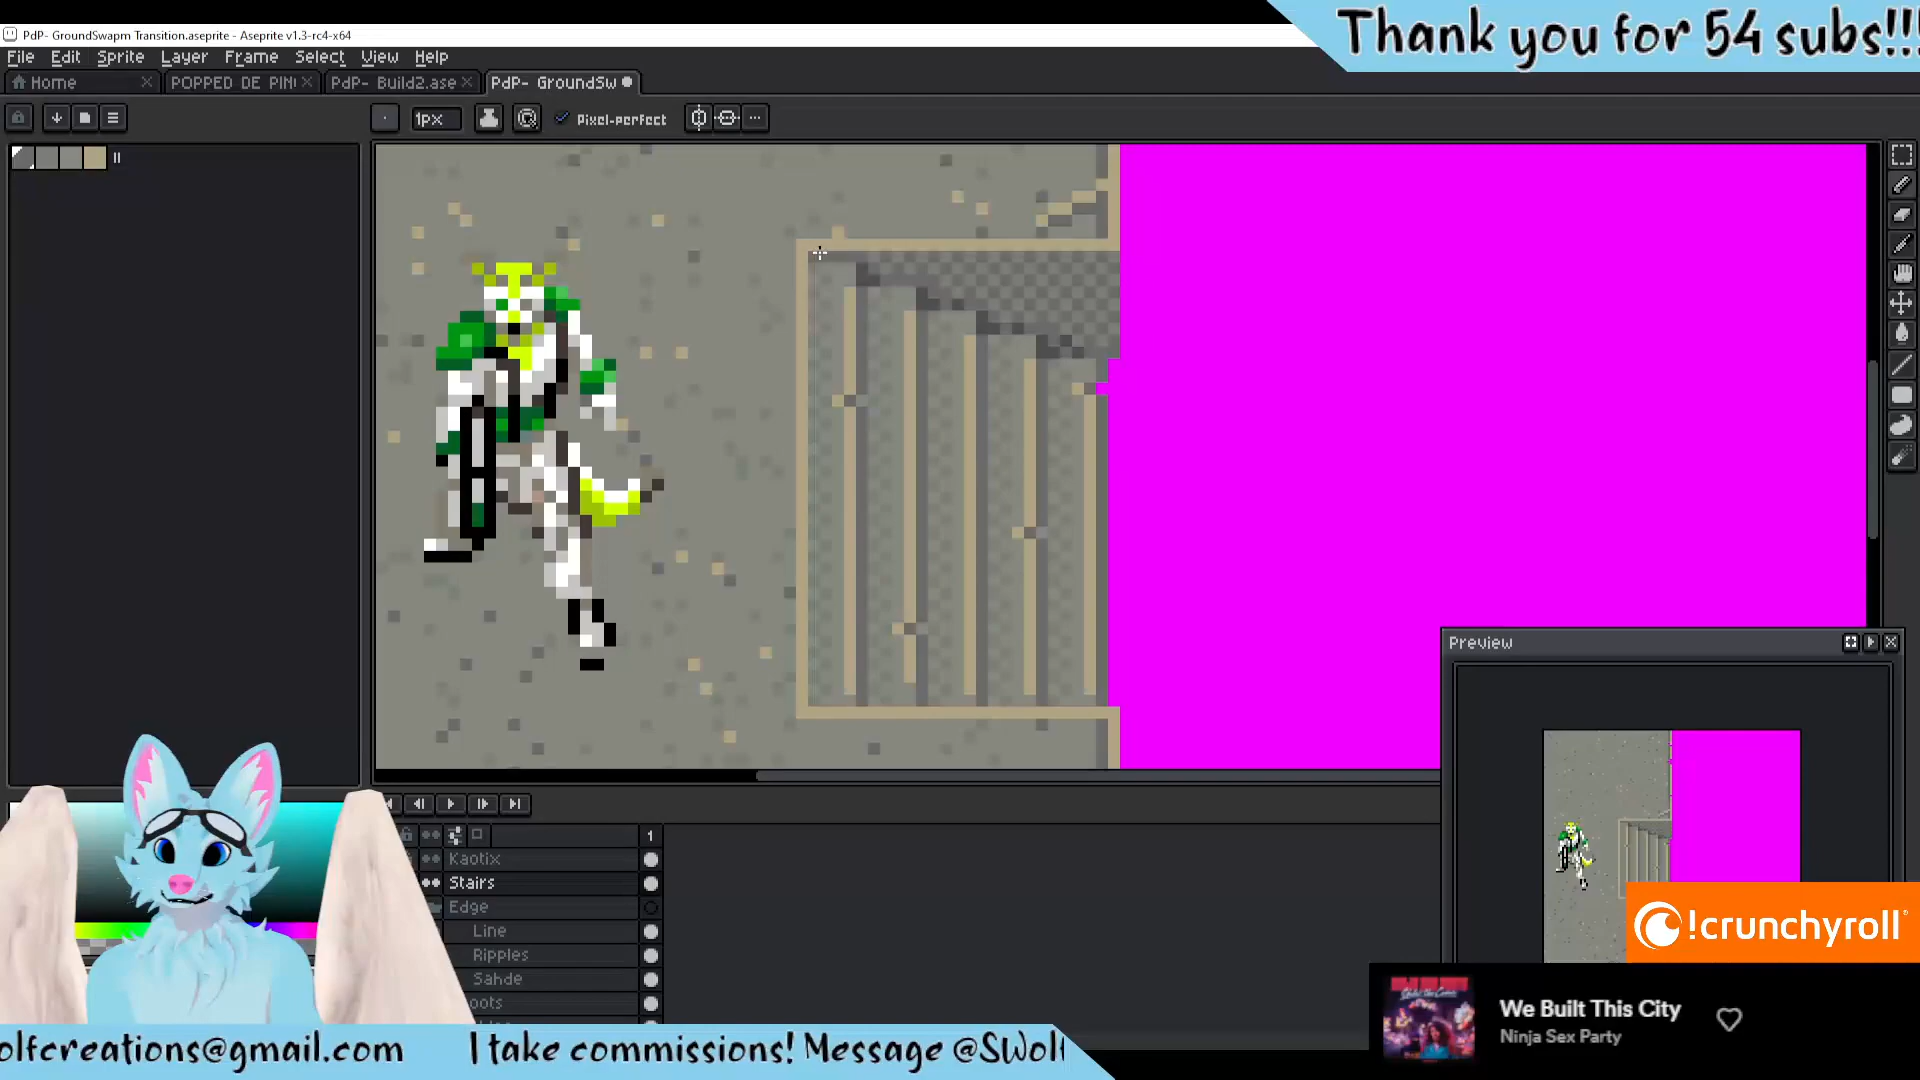 Thank you for 54 subs!!!
PdP- GroundSwapm Transition.aseprite - Aseprite v1.3-rc4-x64
File Edit Sprite Layer Frame Select View Help
Home
POPPED DE PIN
PdP- Build2.ase
PdP- GroundSw
1px
Pixel-perfect
Preview
1
Kaotix
Stairs
Edge
Line
Ripples
Sahde
oots
!crunchyroll
We Built This City
Ninja Sex Party
olfcreations@gmail.com
I take commissions! Message @SWolf